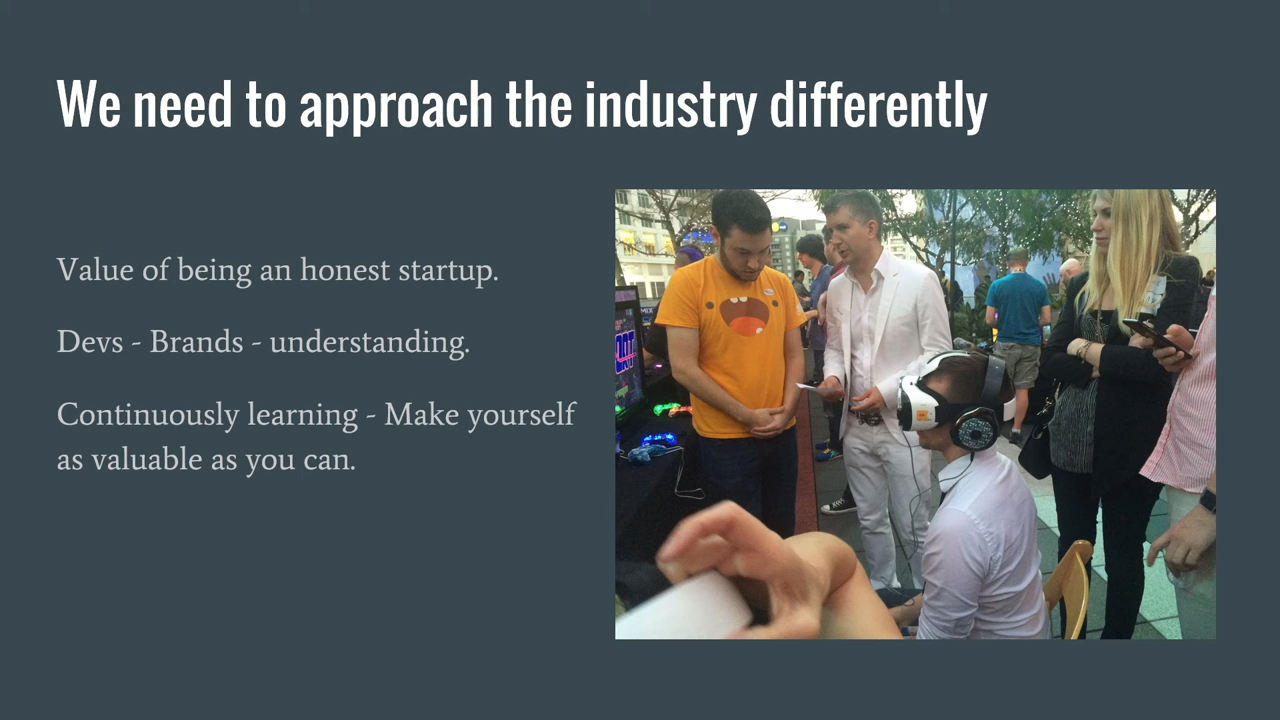 We need to approach the industry differently
Value of being an honest startup.
Devs - Brands - understanding.
Continuously learning - Make yourself
as valuable as you can.